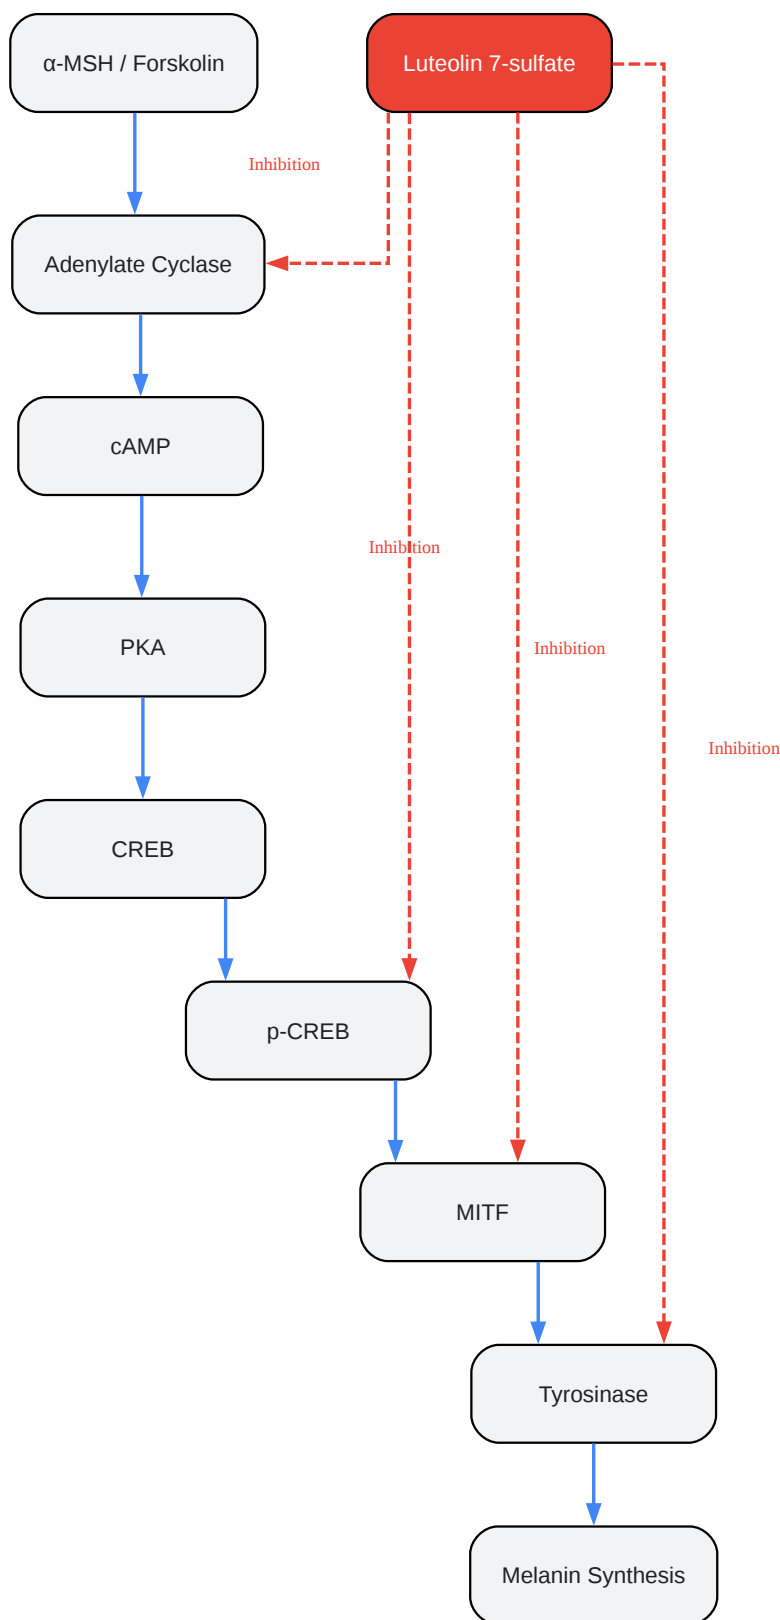 α-MSH / Forskolin
Luteolin 7-sulfate
Inhibition
Adenylate Cyclase
cAMP
Inhibition
PKA
Inhibition
Inhibition
CREB
p-CREB
MITF
Tyrosinase
Melanin Synthesis